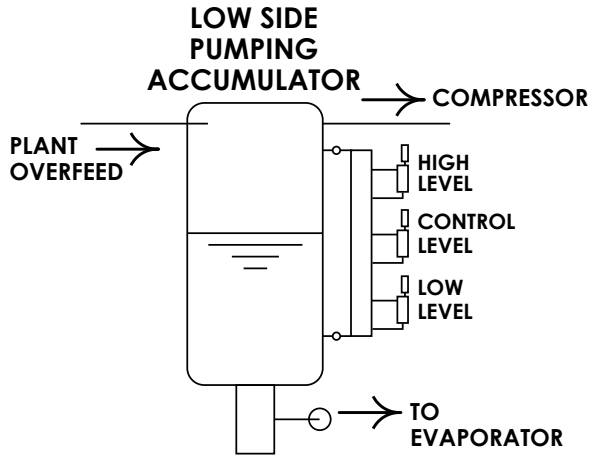 LOW SIDE
PUMPING
ACCUMULATOR
COMPRESSOR
PLANT
OVERFEED
HIGH
LEVEL
CONTROL
LEVEL
LOW
LEVEL
TO
EVAPORATOR